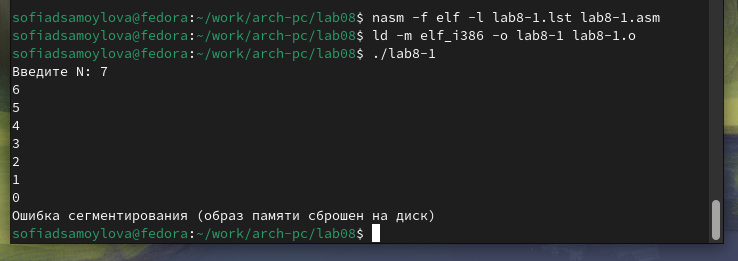 sofiadsamoylova@fedora:~/work/arch-pc/lab08$ nasm -f elf -l lab8-1.lst lab8-1.asm
sofiadsamoylova@fedora:~/work/arch-pc/lab08$ ld -m elf_i386 -o lab8-1 lab8-1.o
sofiadsamoylova@fedora:~/work/arch-pc/lab08$ ./lab8-1
Введите N: 7
6
5
4
3
2
1
0
Ошибка сегментирования (образ памяти сброшен на диск)
sofiadsamoylova@fedora:~/work/arch-pc/lab08$